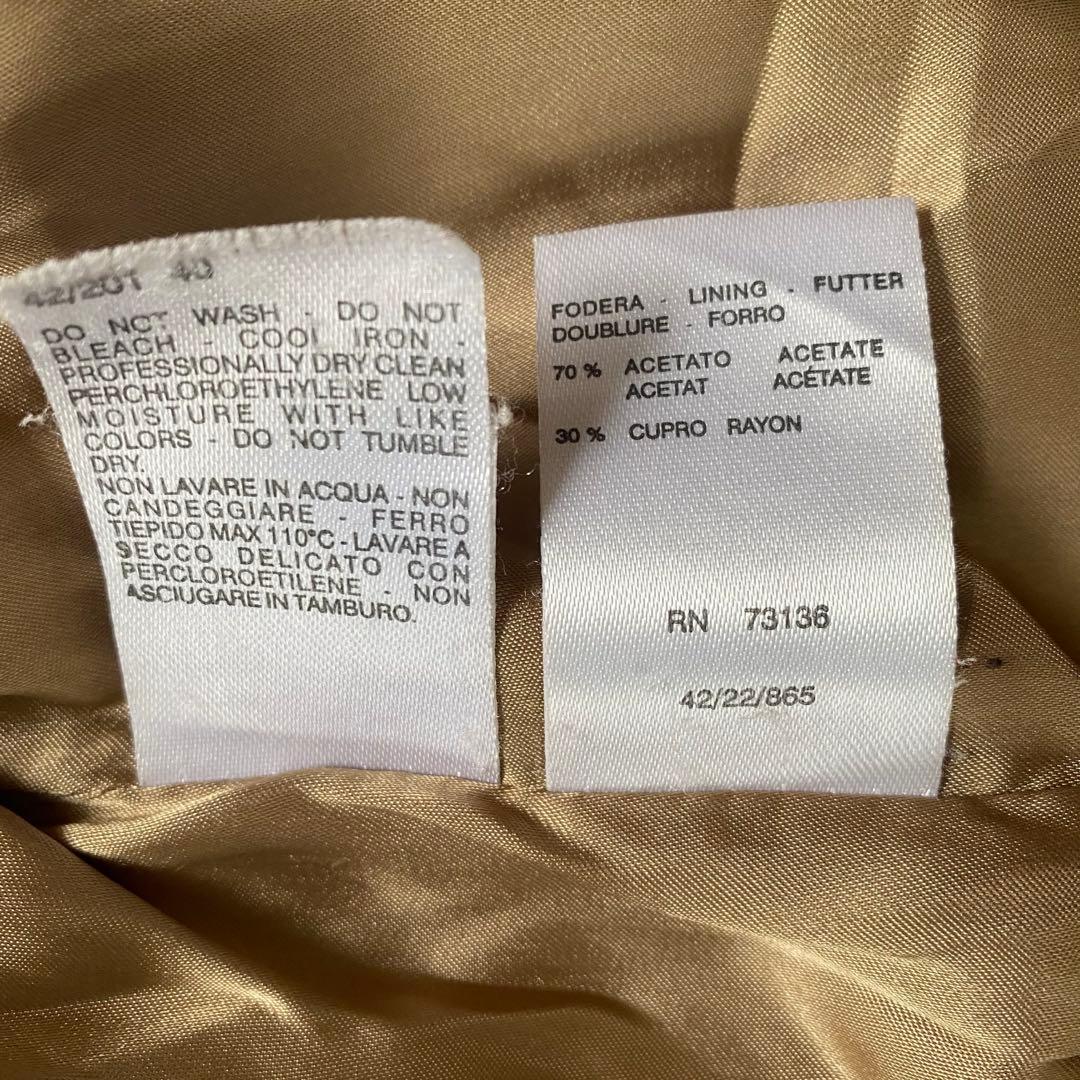 42/201 40
DO NOT WASH - DO NOT
BLEACH - COOL IRON -
PROFESSIONALLY DRY CLEAN
PERCHLOROETHYLENE LOW
MOISTURE WITH LIKE
COLORS - DO NOT TUMBLE
DRY.
NON LAVARE IN ACQUA - NON
CANDEGGIARE - FERRO
TIEPIDO MAX 110°C - LAVARE A
SECCO DELICATO CON
PERCLOROETILENE - NON
ASCIUGARE IN TAMBURO.
FODERA - LINING - FUTTER
DOUBLURE - FORRO
70 % ACETATO ACETATE
ACETAT ACÉTATE
30 % CUPRO RAYON
RN 73136
42/22/865